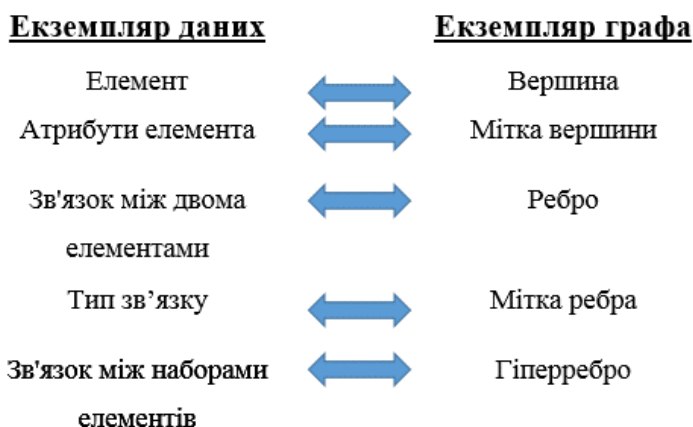 Екземпляр даних Екземпляр графа
Елемент Вершина
Атрибути елемента Мітка вершини
Зв'язок між двома Ребро
елементами
Тип зв’язку Мітка ребра
Зв'язок між наборами Гіперребро
елементів